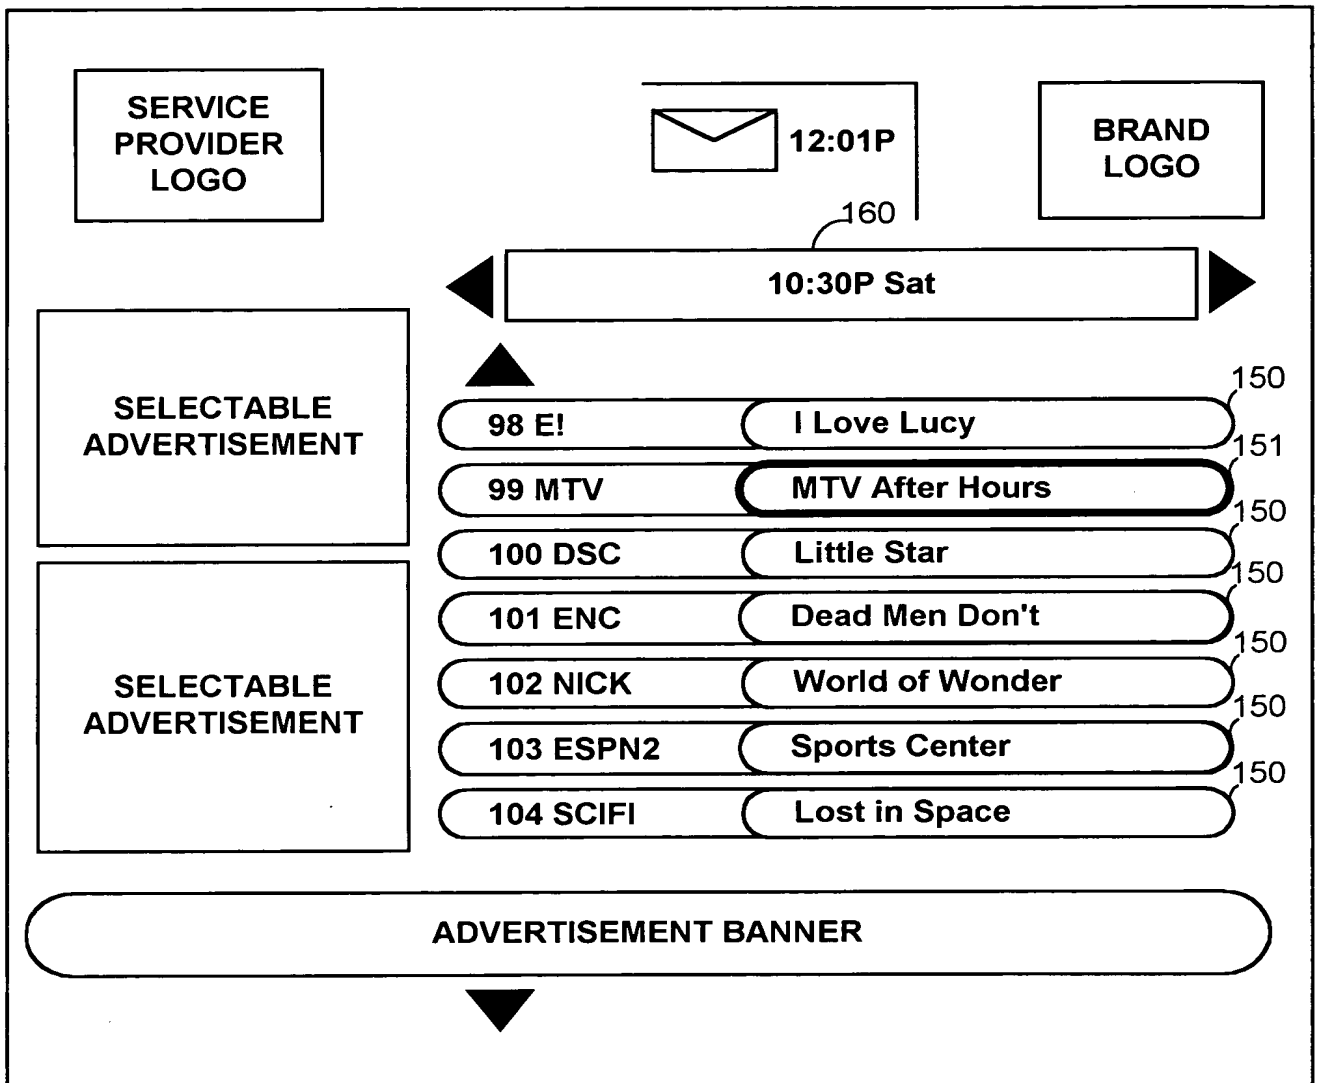 SERVICE
PROVIDER
LOGO
12:01P
BRAND
LOGO
160
10:30P Sat
SELECTABLE
ADVERTISEMENT
150
98 E! I Love Lucy
151
99 MTV MTV After Hours
150
100 DSC Little Star
150
101 ENC Dead Men Don't
150
102 NICK World of Wonder
150
103 ESPN2 Sports Center
150
104 SCIFI Lost in Space
SELECTABLE
ADVERTISEMENT
ADVERTISEMENT BANNER